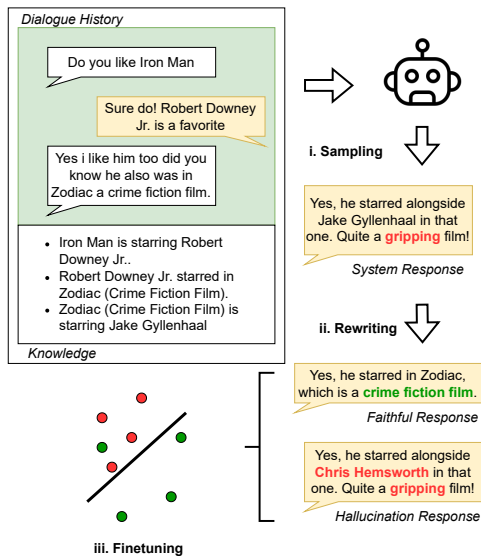 Dialogue History
Do you like Iron Man
Sure do! Robert Downey
Jr. is a favorite
Yes i like him too did you
know he also was in
Zodiac a crime fiction film.
• Iron Man is starring Robert
Downey Jr..
• Robert Downey Jr. starred in
Zodiac (Crime Fiction Film).
• Zodiac (Crime Fiction Film) is
starring Jake Gyllenhaal
Knowledge
i. Sampling
Yes, he starred alongside
Jake Gyllenhaal in that
one. Quite a gripping film!
System Response
ii. Rewriting
Yes, he starred in Zodiac,
which is a crime fiction film.
Faithful Response
Yes, he starred alongside
Chris Hemsworth in that
one. Quite a gripping film!
Hallucination Response
iii. Finetuning